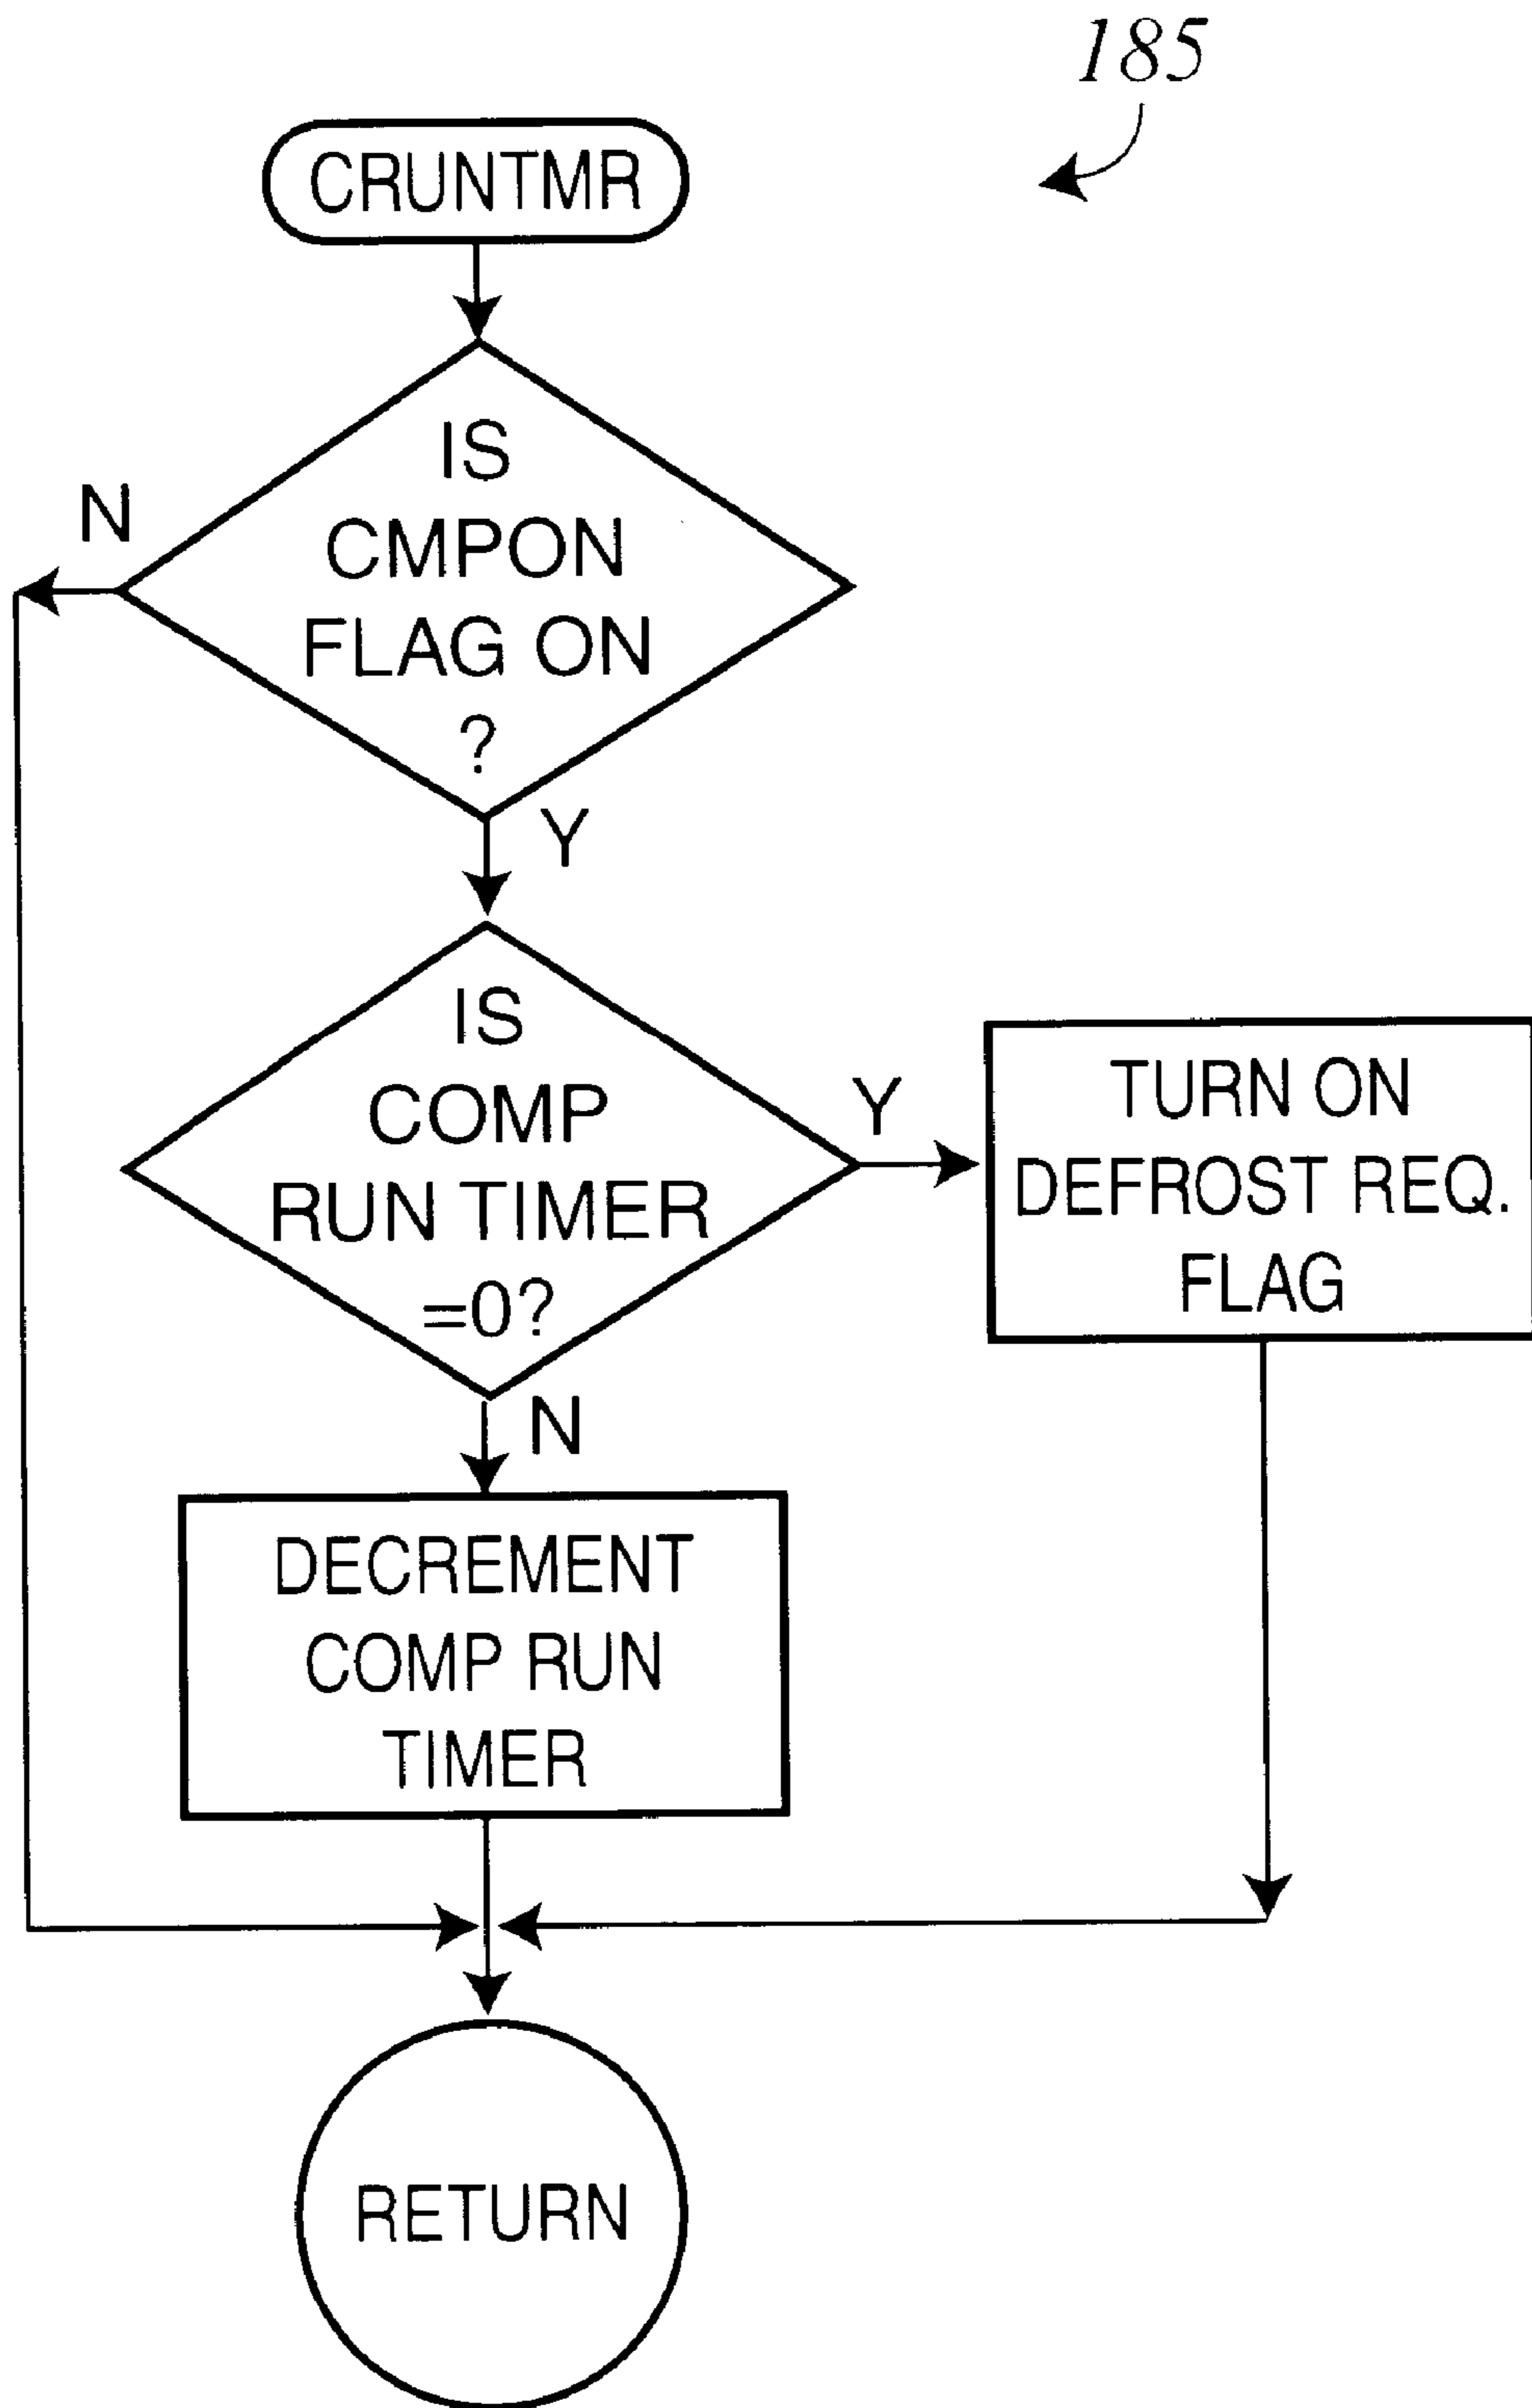 185
CRUNTMR
IS
CMPON
FLAG ON
?
N
Y
IS
COMP
RUN TIMER
=0?
Y
TURN ON
DEFROST REQ.
FLAG
N
DECREMENT
COMP RUN
TIMER
RETURN